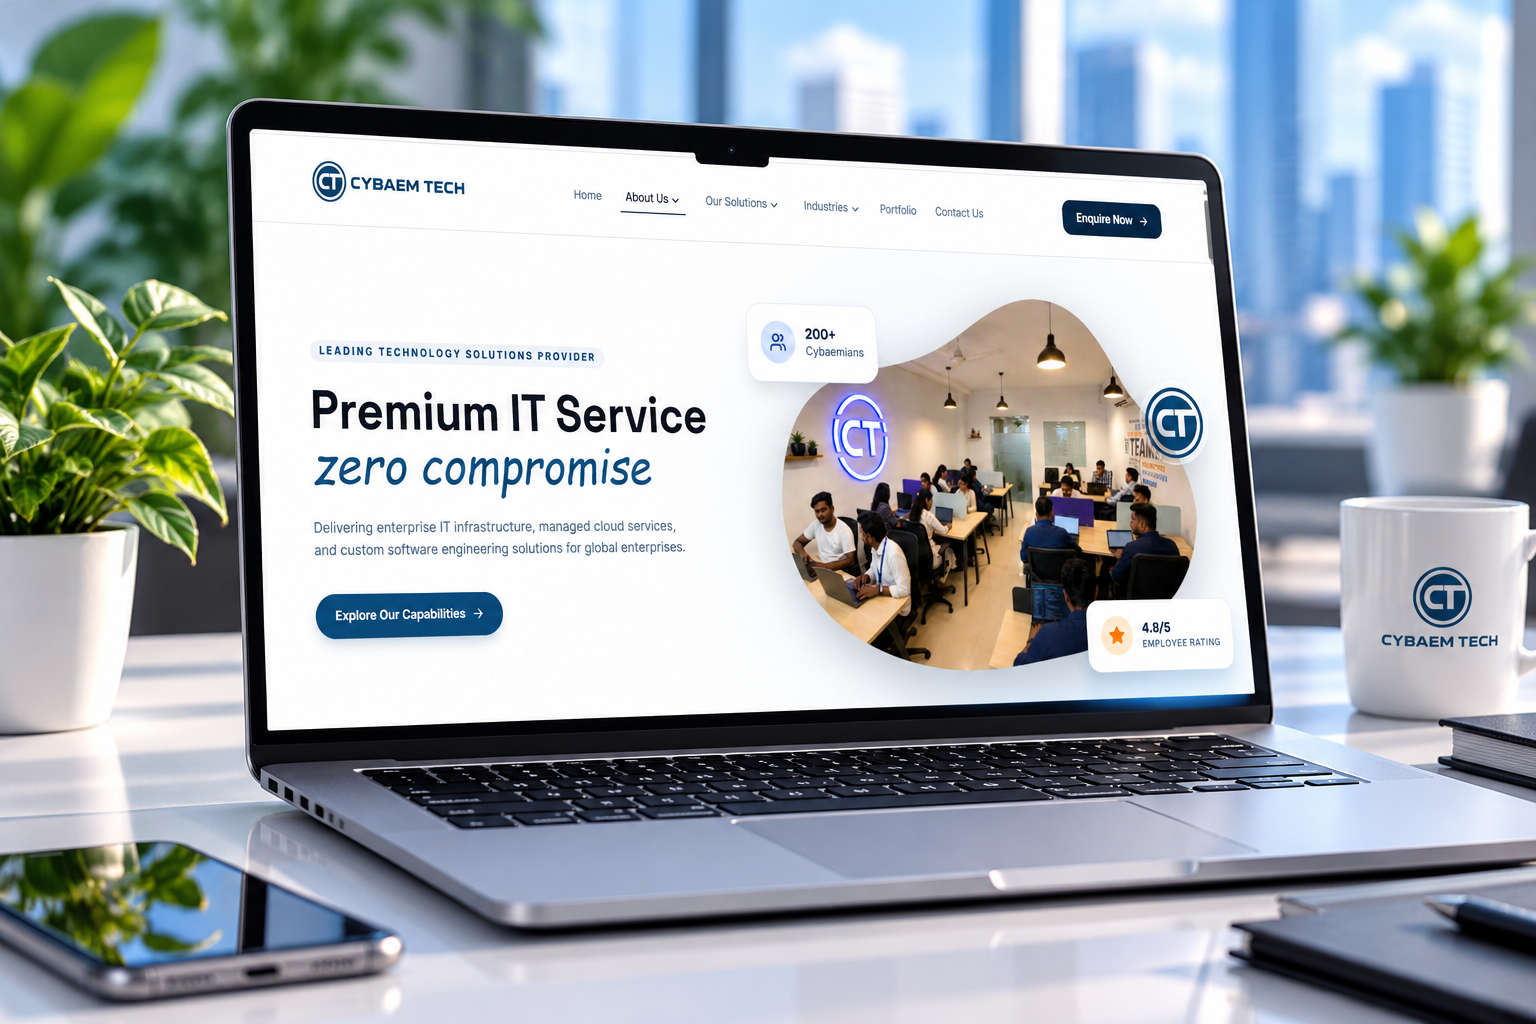 CT CYBAEM TECH
Home
About Us
Our Solutions
Industries
Portfolio
Contact Us
Enquire Now →
LEADING TECHNOLOGY SOLUTIONS PROVIDER
Premium IT Service
zero compromise
Delivering enterprise IT infrastructure, managed cloud services,
and custom software engineering solutions for global enterprises.
Explore Our Capabilities →
200+
Cybaemians
CT
CT
TEAM
4.8/5
EMPLOYEE RATING
CT
CYBAEM TECH